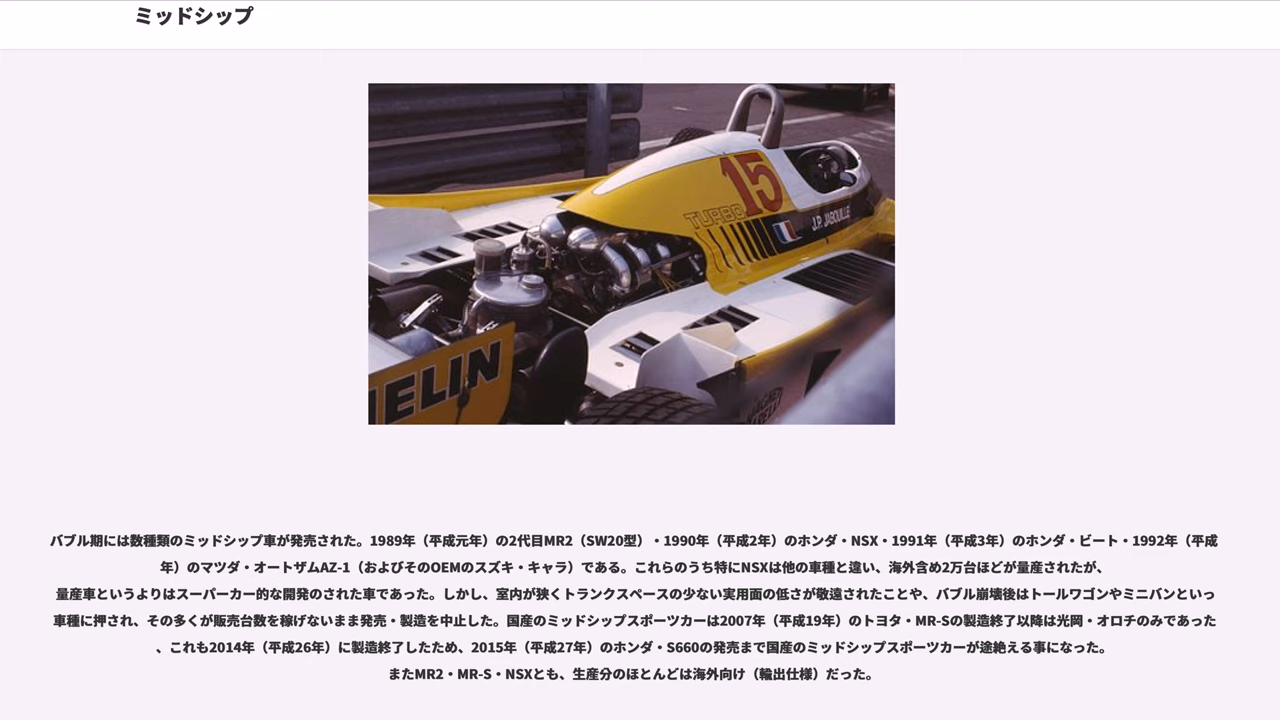 ミッドシップ
15
TURBO
J.P. JABOUILLE
ELIN
バブル期には数種類のミッドシップ車が発売された。1989年（平成元年）の2代目MR2（SW20型）・1990年（平成2年）のホンダ・NSX・1991年（平成3年）のホンダ・ビート・1992年（平成
年）のマツダ・オートザムAZ-1（およびそのOEMのスズキ・キャラ）である。これらのうち特にNSXは他の車種と違い、海外含め2万台ほどが量産されたが、
量産車というよりはスーパーカー的な開発のされた車であった。しかし、室内が狭くトランクスペースの少ない実用面の低さが敬遠されたことや、バブル崩壊後はトールワゴンやミニバンといっ
車種に押され、その多くが販売台数を稼げないまま発売・製造を中止した。国産のミッドシップスポーツカーは2007年（平成19年）のトヨタ・MR-Sの製造終了以降は光岡・オロチのみであった
、これも2014年（平成26年）に製造終了したため、2015年（平成27年）のホンダ・S660の発売まで国産のミッドシップスポーツカーが途絶える事になった。
またMR2・MR-S・NSXとも、生産分のほとんどは海外向け（輸出仕様）だった。